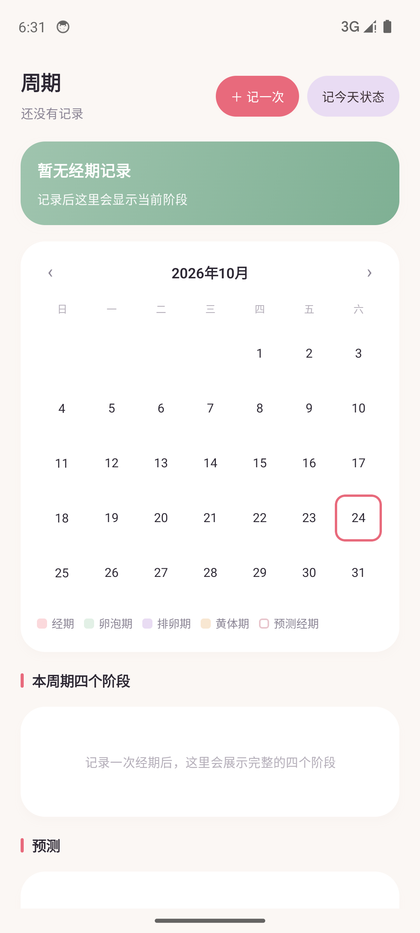 6:31
3G
周期
还没有记录
+ 记一次
记今天状态
暂无经期记录
记录后这里会显示当前阶段
‹ 2026年10月 ›
日 一 二 三 四 五 六
1 2 3
4 5 6 7 8 9 10
11 12 13 14 15 16 17
18 19 20 21 22 23 24
25 26 27 28 29 30 31
经期 卵泡期 排卵期 黄体期 预测经期
本周期四个阶段
记录一次经期后，这里会展示完整的四个阶段
预测